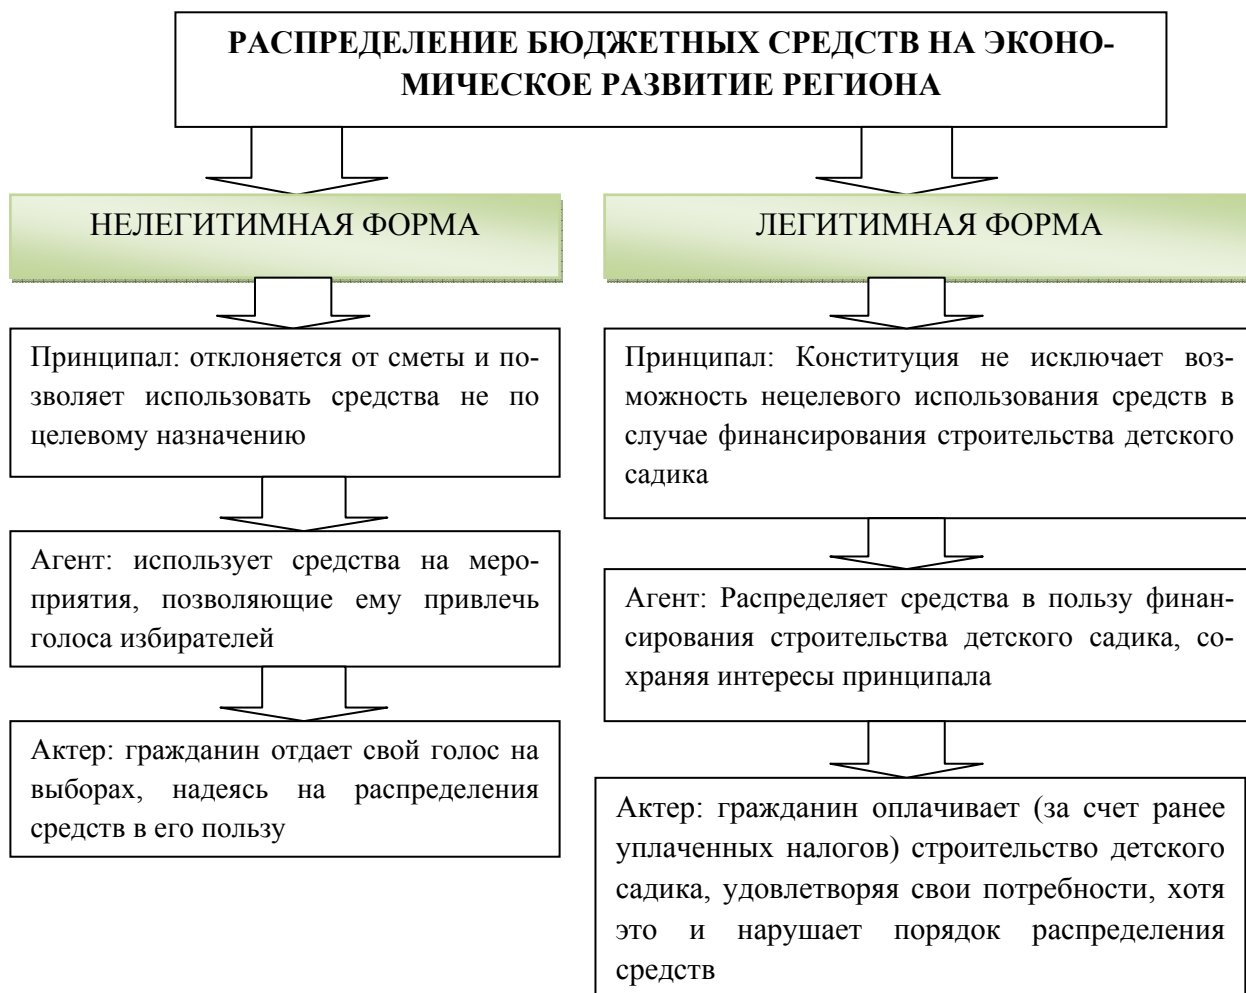 РАСПРЕДЕЛЕНИЕ БЮДЖЕТНЫХ СРЕДСТВ НА ЭКОНО-
МИЧЕСКОЕ РАЗВИТИЕ РЕГИОНА
НЕЛЕГИТИМНАЯ ФОРМА
Принципал: отклоняется от сметы и по-
зволяет использовать средства не по
целевому назначению
Агент: использует средства на меро-
приятия, позволяющие ему привлечь
голоса избирателей
Актер: гражданин отдает свой голос на
выборах, надеясь на распределения
средств в его пользу
ЛЕГИТИМНАЯ ФОРМА
Принципал: Конституция не исключает воз-
можность нецелевого использования средств в
случае финансирования строительства детского
садика
Агент: Распределяет средства в пользу финан-
сирования строительства детского садика, со-
храняя интересы принципала
Актер: гражданин оплачивает (за счет ранее
уплаченных налогов) строительство детского
садика, удовлетворяя свои потребности, хотя
это и нарушает порядок распределения
средств